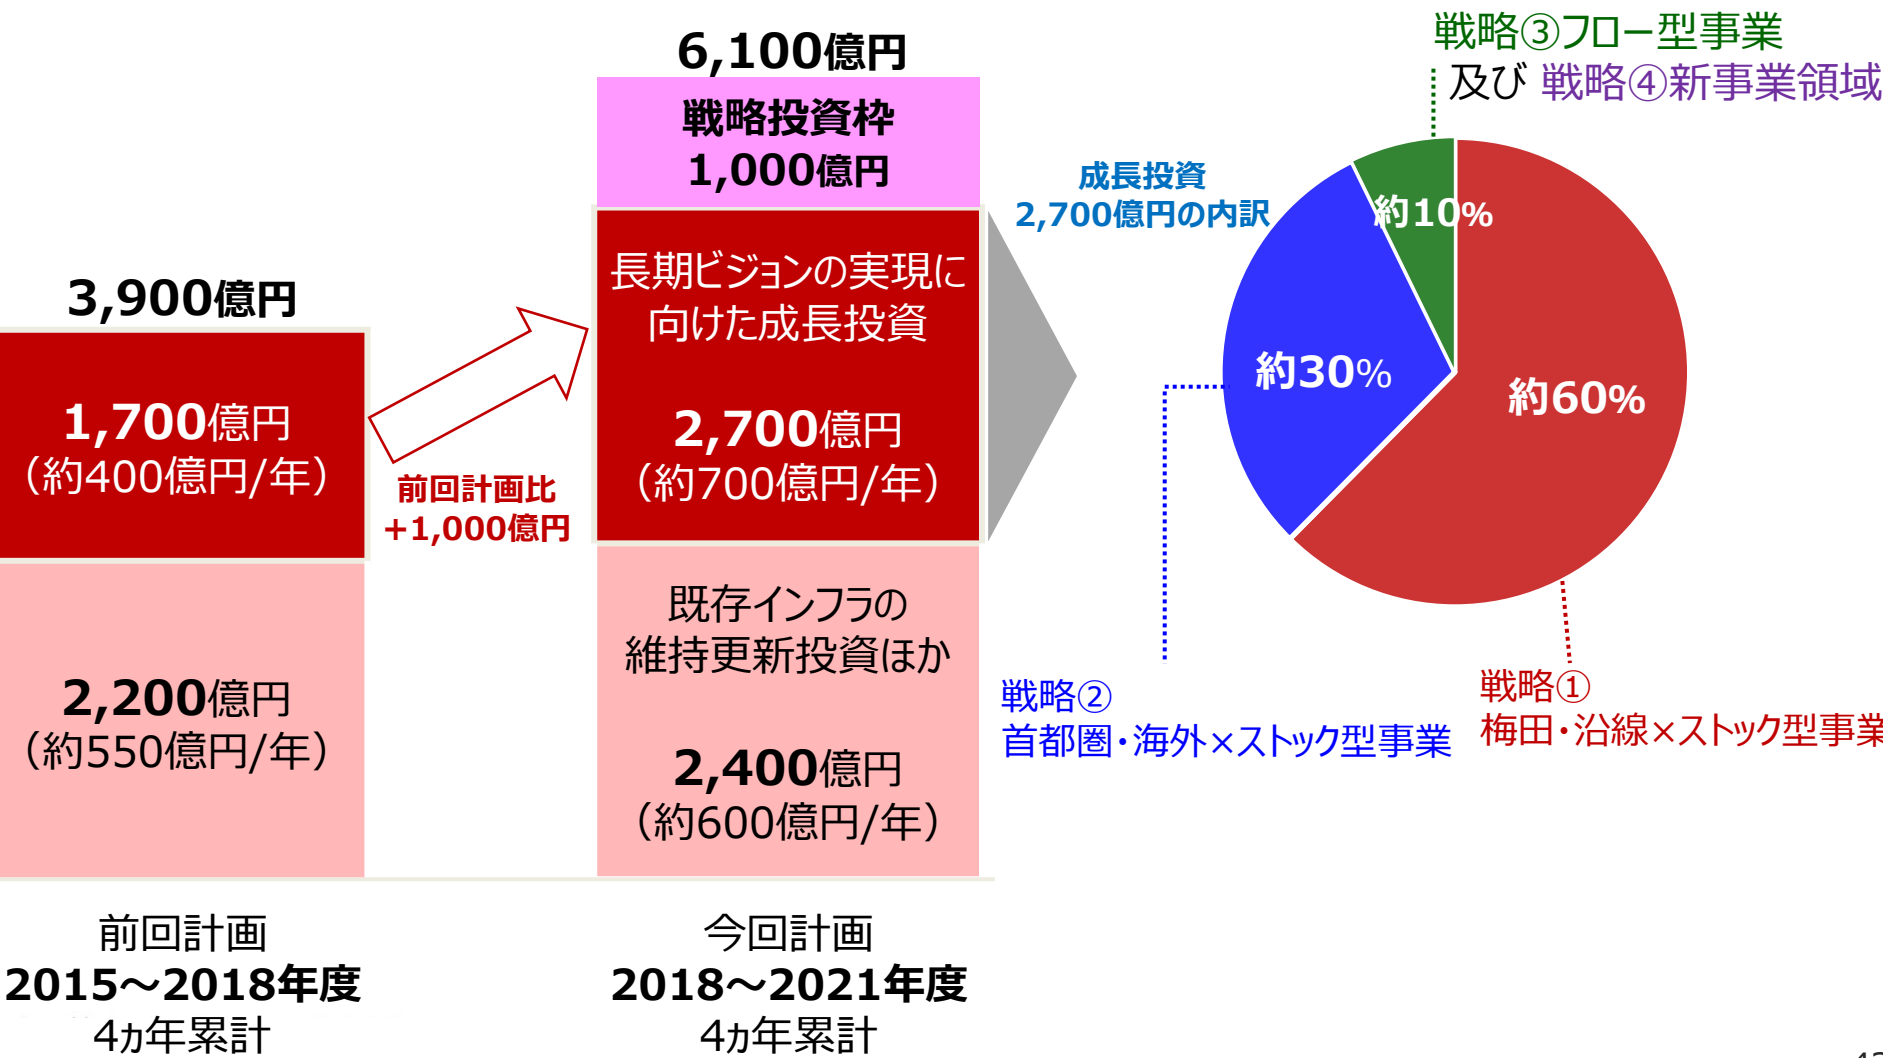 3,900億円
1,700億円
（約400億円/年）
2,200億円
（約550億円/年）
前回計画
2015～2018年度
4ヵ年累計
前回計画比
+1,000億円
6,100億円
戦略投資枠
1,000億円
長期ビジョンの実現に
向けた成長投資
2,700億円
（約700億円/年）
既存インフラの
維持更新投資ほか
2,400億円
（約600億円/年）
今回計画
2018～2021年度
4ヵ年累計
成長投資
2,700億円の内訳
戦略③フロー型事業
及び 戦略④新事業領域
約10%
約30%
約60%
戦略②
首都圏・海外×ストック型事業
戦略①
梅田・沿線×ストック型事業